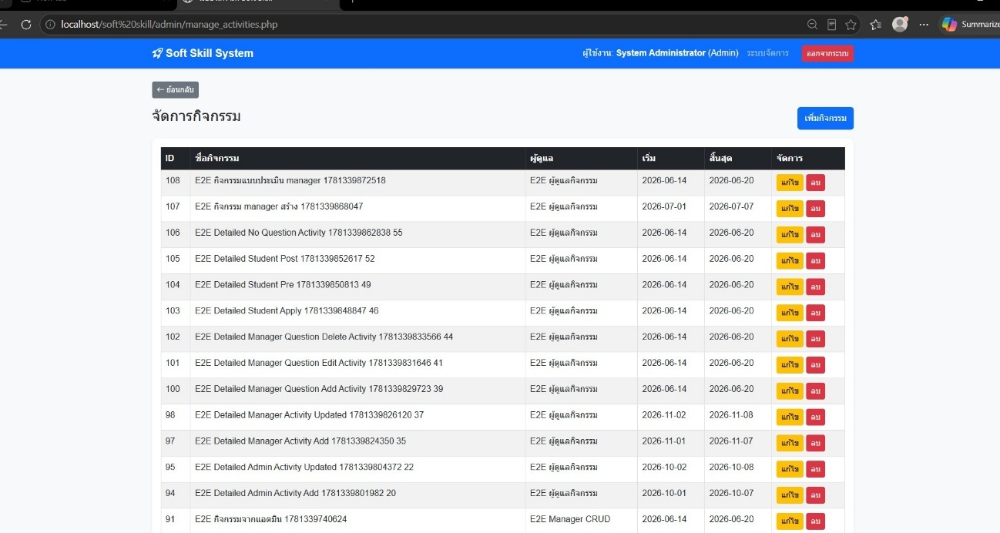 localhost/soft%20skill/admin/manage_activities.php
Summarize
Soft Skill System
ผู้ใช้งาน: System Administrator (Admin) ระบบจัดการ ออกจากระบบ
← ย้อนกลับ
จัดการกิจกรรม
เพิ่มกิจกรรม
ID ชื่อกิจกรรม ผู้ดูแล เริ่ม สิ้นสุด จัดการ
108 E2E กิจกรรมแบบประเมิน manager 1781339872518 E2E ผู้ดูแลกิจกรรม 2026-06-14 2026-06-20 แก้ไข ลบ
107 E2E กิจกรรม manager สร้าง 1781339868047 E2E ผู้ดูแลกิจกรรม 2026-07-01 2026-07-07 แก้ไข ลบ
106 E2E Detailed No Question Activity 1781339862838 55 E2E ผู้ดูแลกิจกรรม 2026-06-14 2026-06-20 แก้ไข ลบ
105 E2E Detailed Student Post 1781339852617 52 E2E ผู้ดูแลกิจกรรม 2026-06-14 2026-06-20 แก้ไข ลบ
104 E2E Detailed Student Pre 1781339850813 49 E2E ผู้ดูแลกิจกรรม 2026-06-14 2026-06-20 แก้ไข ลบ
103 E2E Detailed Student Apply 1781339848847 46 E2E ผู้ดูแลกิจกรรม 2026-06-14 2026-06-20 แก้ไข ลบ
102 E2E Detailed Manager Question Delete Activity 1781339833566 44 E2E ผู้ดูแลกิจกรรม 2026-06-14 2026-06-20 แก้ไข ลบ
101 E2E Detailed Manager Question Edit Activity 1781339831646 41 E2E ผู้ดูแลกิจกรรม 2026-06-14 2026-06-20 แก้ไข ลบ
100 E2E Detailed Manager Question Add Activity 1781339829723 39 E2E ผู้ดูแลกิจกรรม 2026-06-14 2026-06-20 แก้ไข ลบ
98 E2E Detailed Manager Activity Updated 1781339826120 37 E2E ผู้ดูแลกิจกรรม 2026-11-02 2026-11-08 แก้ไข ลบ
97 E2E Detailed Manager Activity Add 1781339824350 35 E2E ผู้ดูแลกิจกรรม 2026-11-01 2026-11-07 แก้ไข ลบ
95 E2E Detailed Admin Activity Updated 1781339804372 22 E2E ผู้ดูแลกิจกรรม 2026-10-02 2026-10-08 แก้ไข ลบ
94 E2E Detailed Admin Activity Add 1781339801982 20 E2E ผู้ดูแลกิจกรรม 2026-10-01 2026-10-07 แก้ไข ลบ
91 E2E กิจกรรมจากแอดมิน 1781339740624 E2E Manager CRUD 2026-06-14 2026-06-20 แก้ไข ลบ